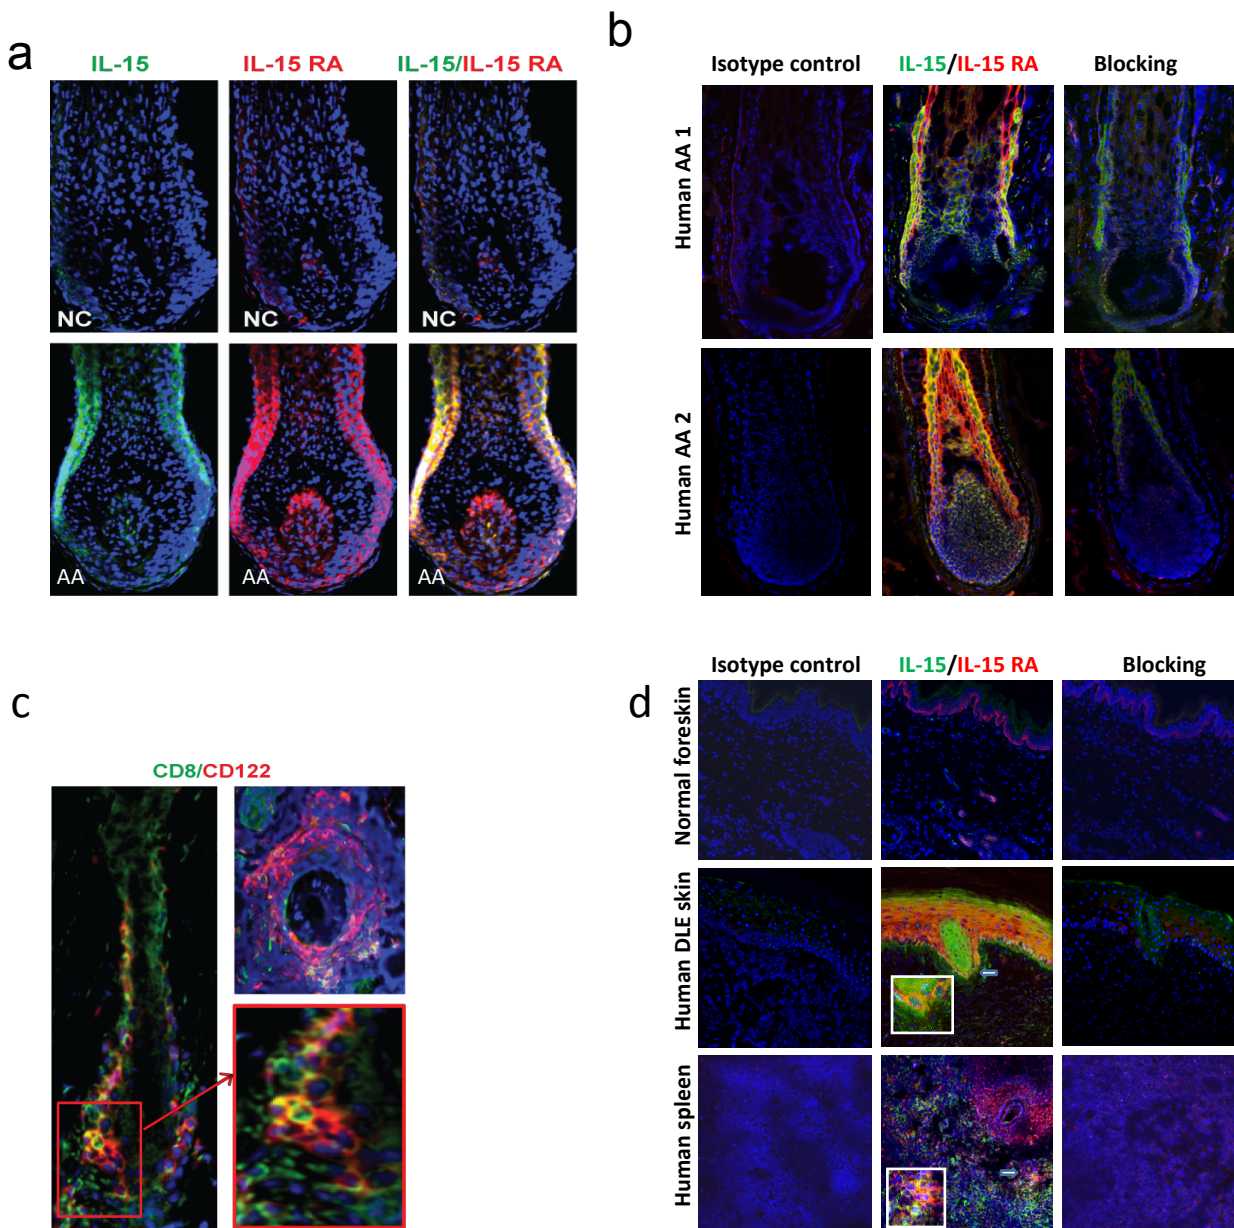 a
IL-15
IL-15 RA
IL-15/IL-15 RA
NC
NC
NC
AA
AA
AA
b
Isotype control
IL-15/IL-15 RA
Blocking
Human AA 1
Human AA 2
c
CD8/CD122
d
Isotype control
IL-15/IL-15 RA
Blocking
Normal foreskin
Human DLE skin
Human spleen